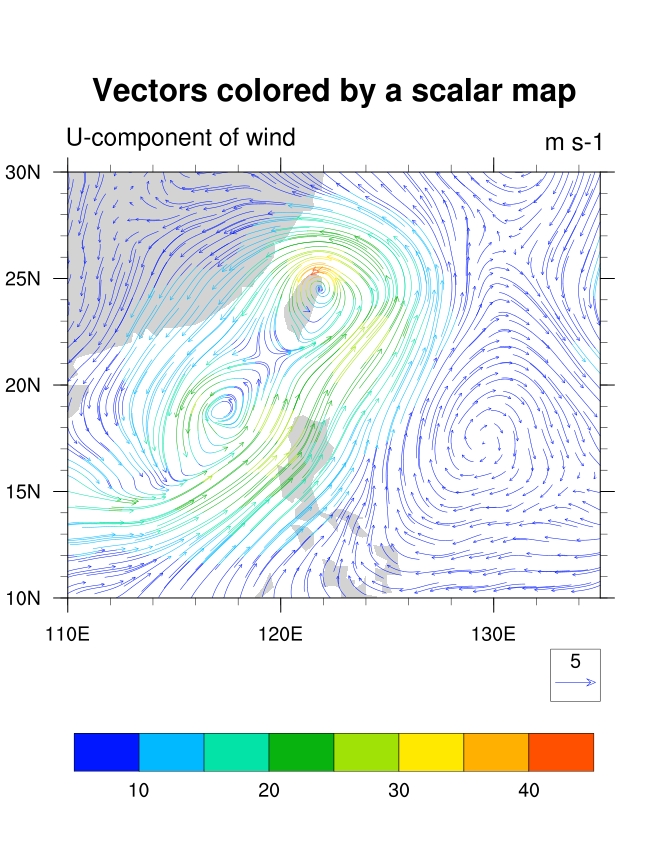 Vectors colored by a scalar map
U-component of wind m s-1
30N
25N
20N
15N
10N
110E 120E 130E
5
10 20 30 40